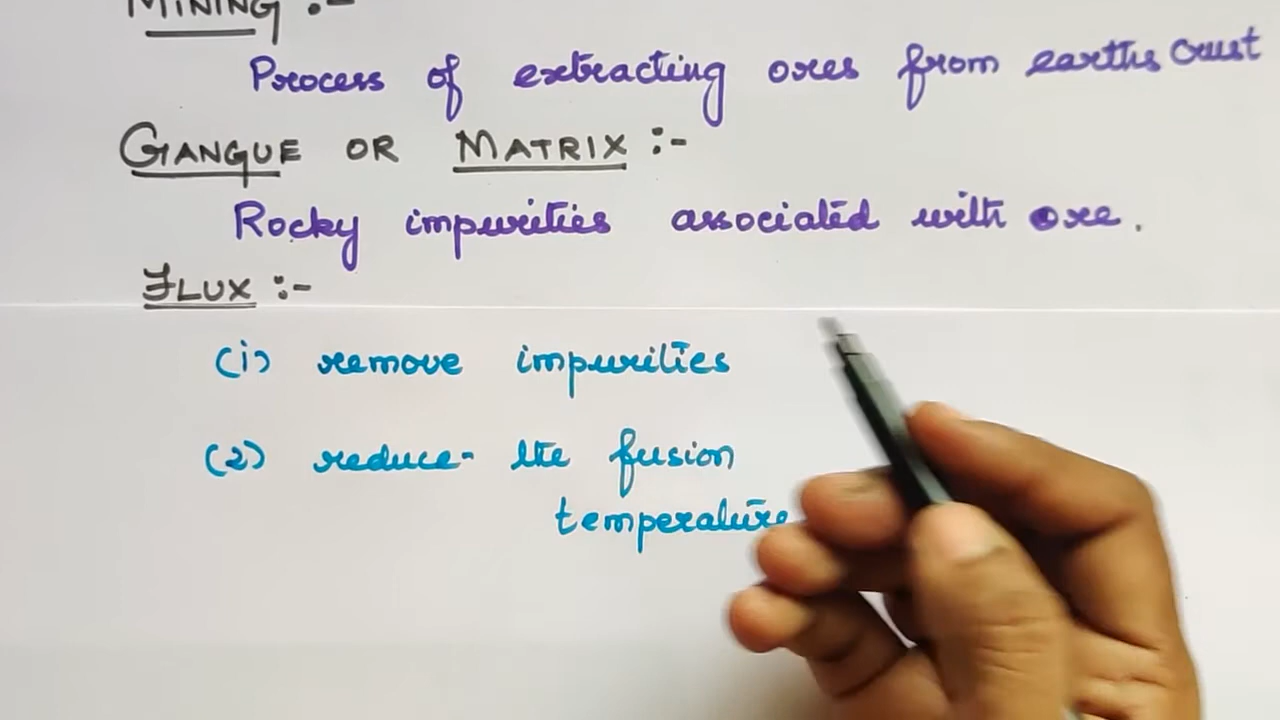 MINING :-
Process of extracting ores from earths crust
GANGUE OR MATRIX :-
Rocky impurities associated with ore.
FLUX :-
(i) remove impurities
(2) reduce- the fusion
temperature